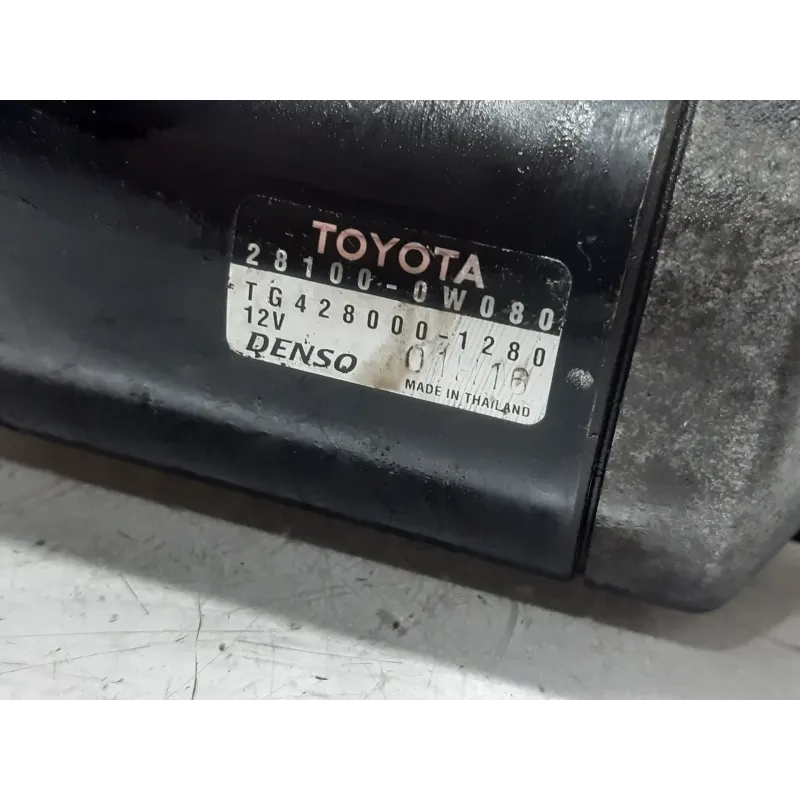 TOYOTA
28100-0W080
TG428000-1280
12V
DENSO
MADE IN THAILAND